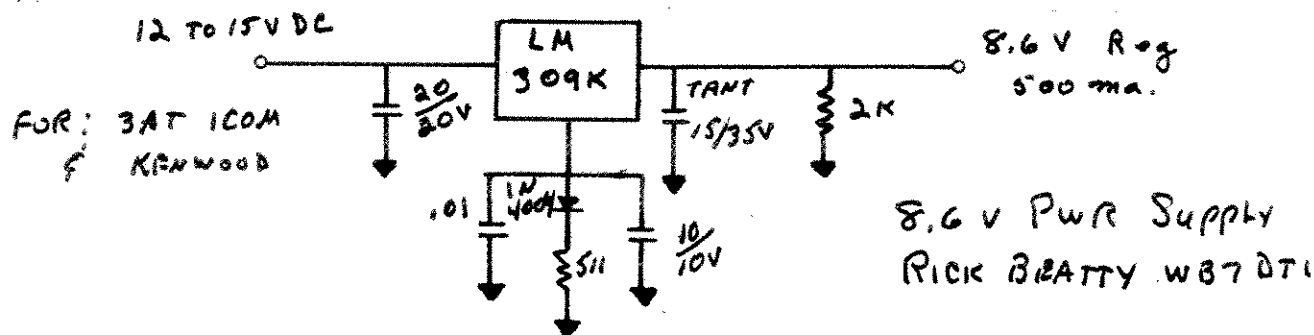 12 TO 15V DC
LM
309K
8.6 V Reg
500 ma.
20/20V
TANT
15/35V
2K
FOR: 3AT ICOM
& KENWOOD
.01
1N
4004
511
10/10V
8.6 V PWR Supply
RICK BEATTY WB7DTI